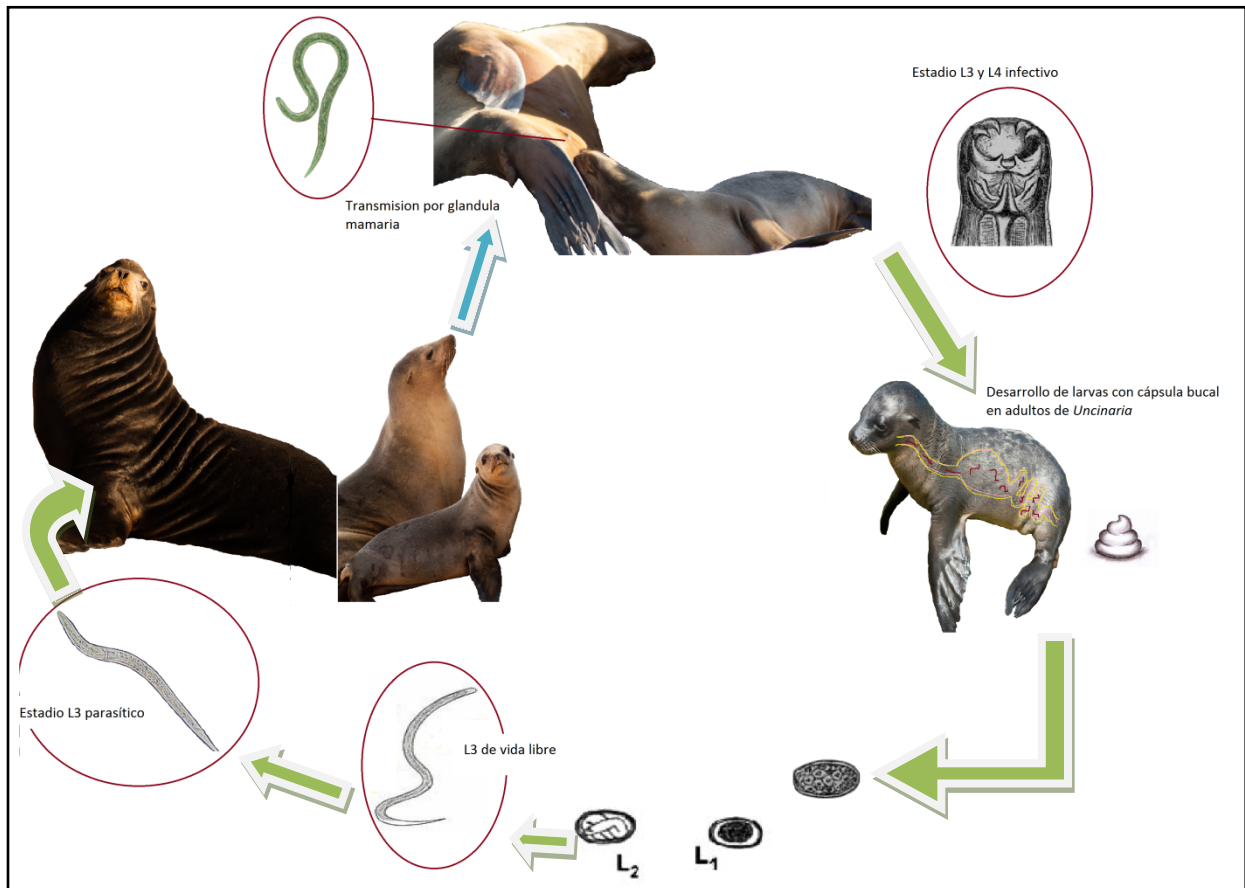 Estadio L3 y L4 infectivo
Transmision por glandula
mamaria
Desarrollo de larvas con cápsula bucal
en adultos de Uncinaria
Estadio L3 parasítico
L3 de vida libre
L2
L1